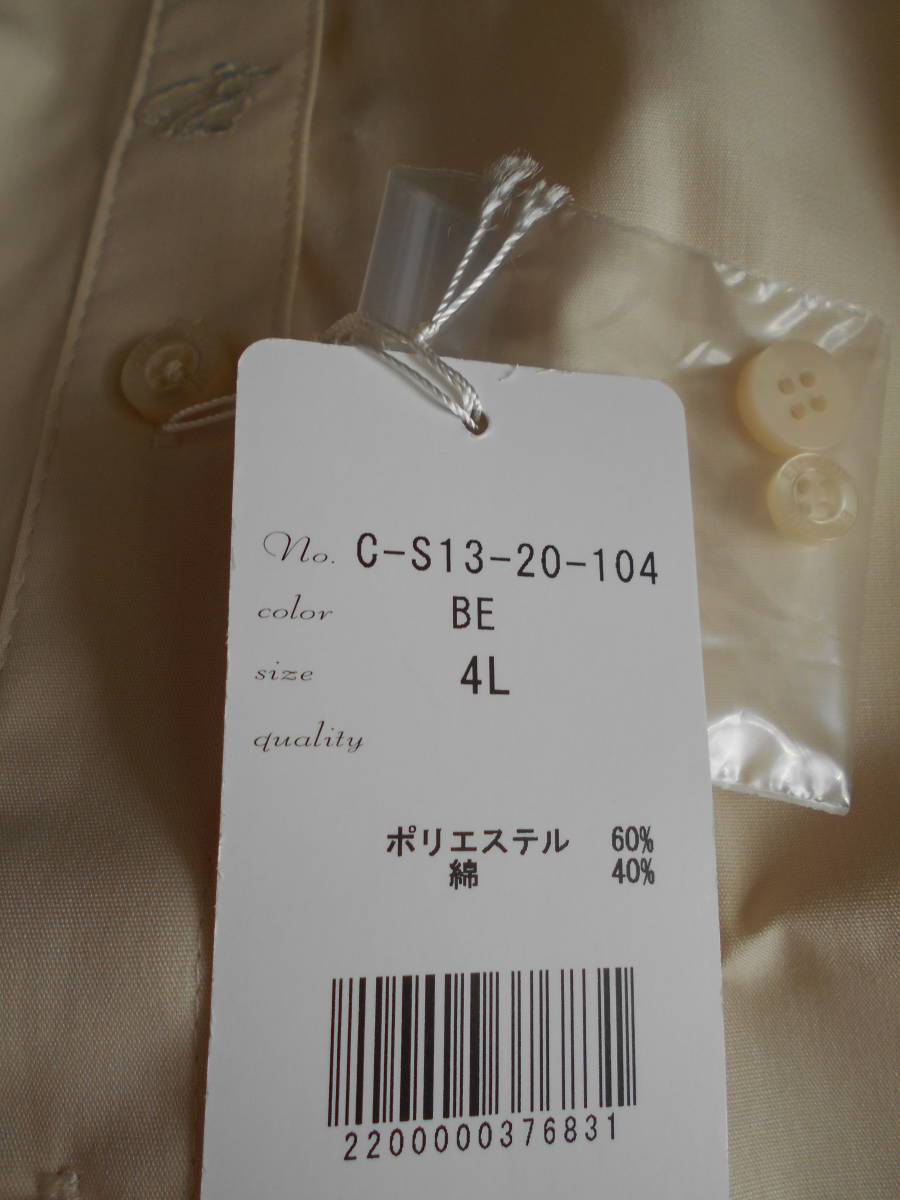 No. C-S13-20-104
color BE
size 4L
quality
ポリエステル 60%
綿 40%
2200000376831